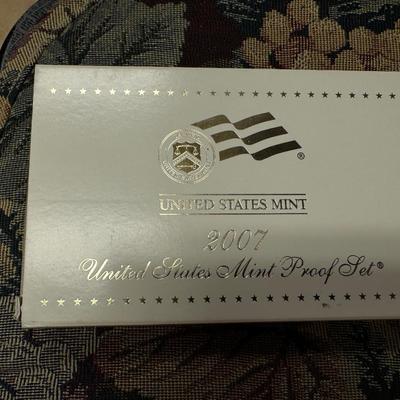 ®
UNITED STATES MINT
2007
United States Mint Proof Set®